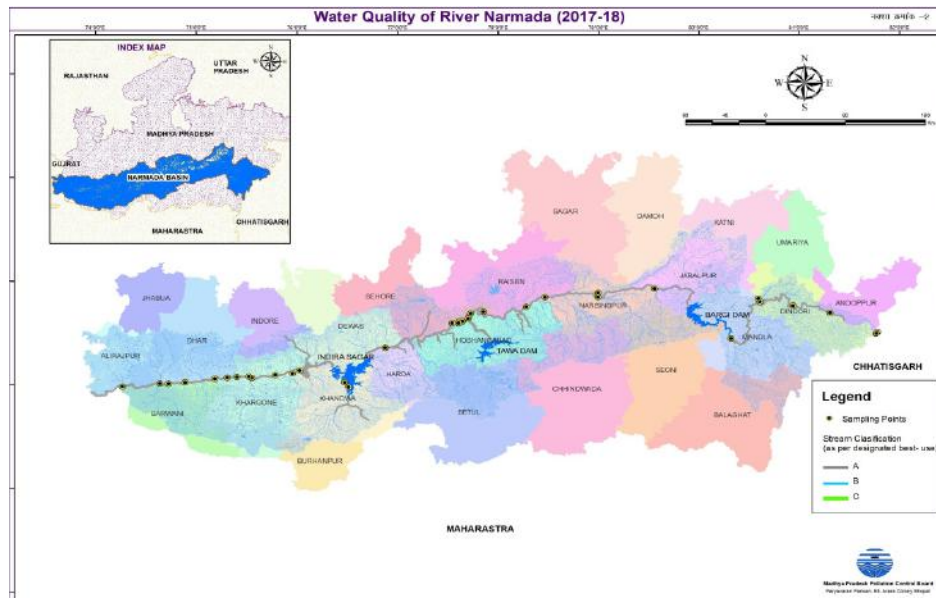 Water Quality of River Narmada (2017-18)
INDEX MAP
RAJASTHAN
UTTAR
PRADESH
MADHYA PRADESH
GUJRAT
NARMADA BASIN
CHHATISGARH
MAHARASTRA
N
W
E
S
SAGAR
DAMOH
KATNI
UMARIYA
JABALPUR
RAISEN
SEHORE
JHABUA
INDORE
DEWAS
NARSINGPUR
DINDORI
ANOOPPUR
BARGI DAM
MANDLA
DHAR
ALIRAJPUR
HOSHANGABAD
TAWA DAM
INDIRA SAGAR
HARDA
CHHATISGARH
SEONI
CHHINDWADA
KHANDWA
KHARGONE
BARWANI
BETUL
BALAGHAT
BURHANPUR
MAHARASTRA
Legend
Sampling Points
Stream Clasification
(as per designated best- use)
A
B
C
Madhya Pradesh Pollution Control Board